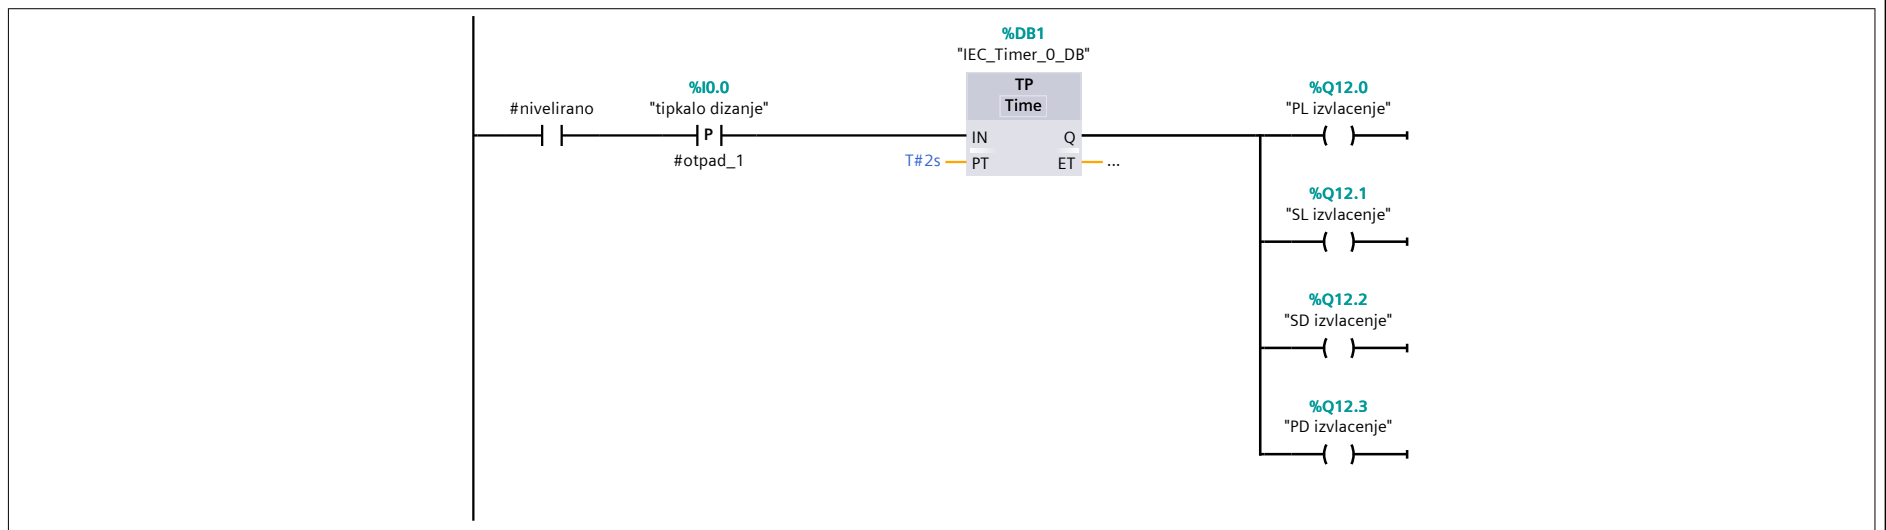 %DB1
"IEC_Timer_0_DB"
TP
Time
%I0.0
#nivelirano
"tipkalo dizanje"
P
#otpad_1
IN
Q
T#2s
PT
ET
...
%Q12.0
"PL izvlacenje"
( )
%Q12.1
"SL izvlacenje"
( )
%Q12.2
"SD izvlacenje"
( )
%Q12.3
"PD izvlacenje"
( )